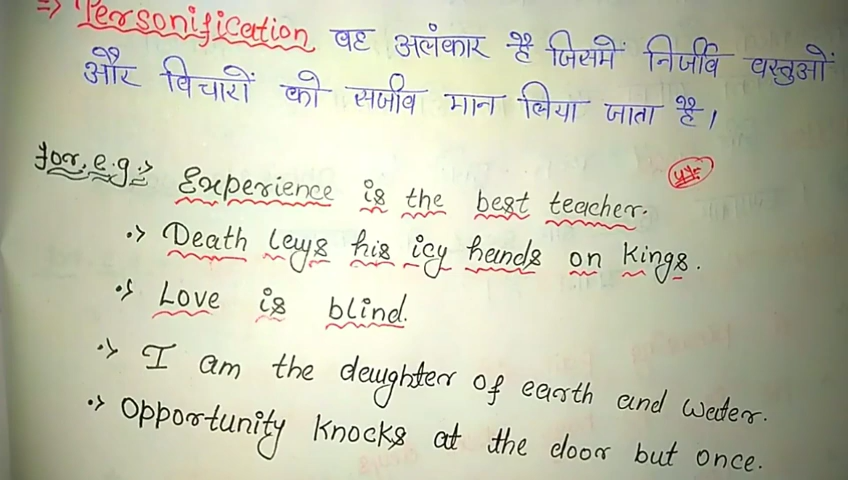 ⇒ Personification वह अलंकार है जिसमें निर्जीव वस्तुओं
और विचारों को सजीव मान लिया जाता है।
for. e.g:> Experience is the best teacher.
•> Death leys his icy hands on kings.
•> Love is blind.
•> I am the daughter of earth and water.
•> Opportunity knocks at the door but once.